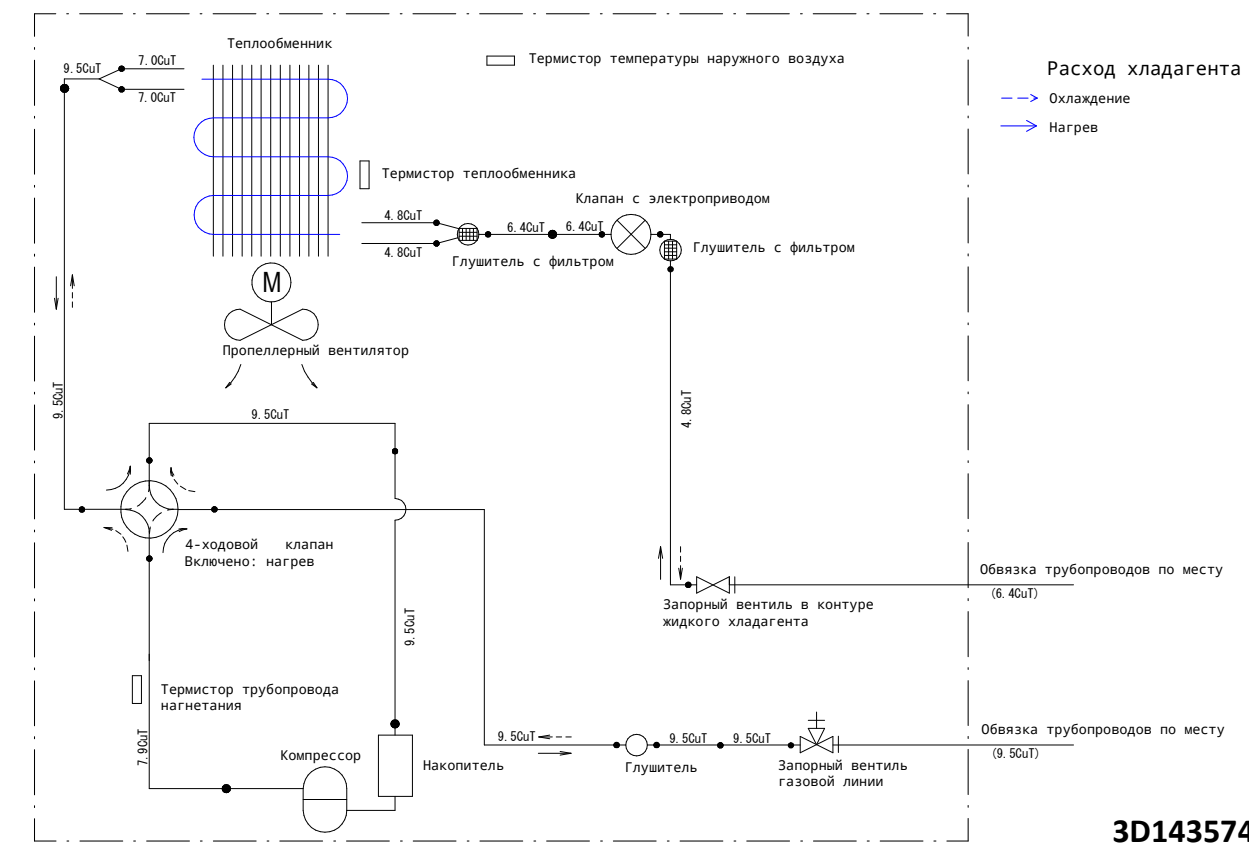 Теплообменник
Термистор температуры наружного воздуха
Расход хладагента
Охлаждение
Нагрев
9.5CuT
7.0CuT
7.0CuT
Термистор теплообменника
Клапан с электроприводом
4.8CuT
6.4CuT
6.4CuT
4.8CuT
Глушитель с фильтром
Глушитель с фильтром
M
Пропеллерный вентилятор
9.5CuT
9.5CuT
4.8CuT
4-ходовой клапан
Включено: нагрев
Обвязка трубопроводов по месту
(6.4CuT)
Запорный вентиль в контуре
жидкого хладагента
9.5CuT
Термистор трубопровода
нагнетания
7.9CuT
Компрессор
Накопитель
9.5CuT
9.5CuT
9.5CuT
Глушитель
Запорный вентиль
газовой линии
Обвязка трубопроводов по месту
(9.5CuT)
3D143574